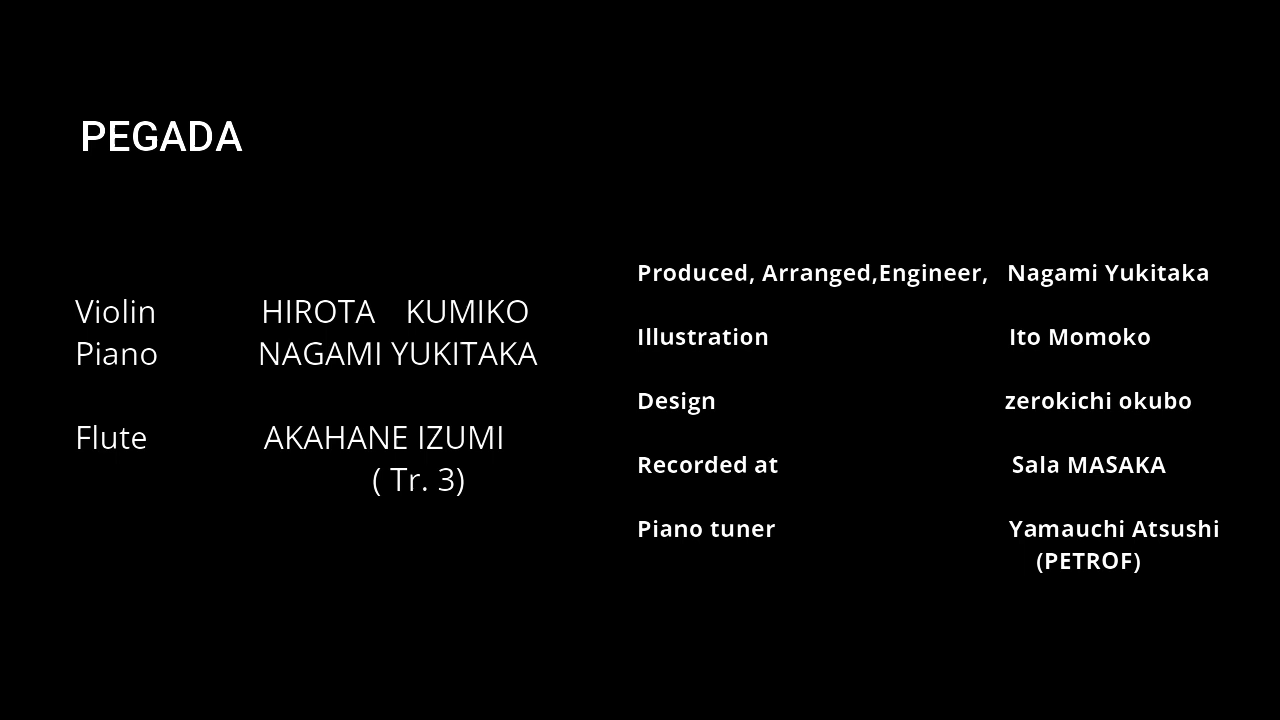 PEGADA
Violin HIROTA KUMIKO
Piano NAGAMI YUKITAKA
Flute AKAHANE IZUMI
( Tr. 3)
Produced, Arranged,Engineer, Nagami Yukitaka
Illustration Ito Momoko
Design zerokichi okubo
Recorded at Sala MASAKA
Piano tuner Yamauchi Atsushi
(PETROF)